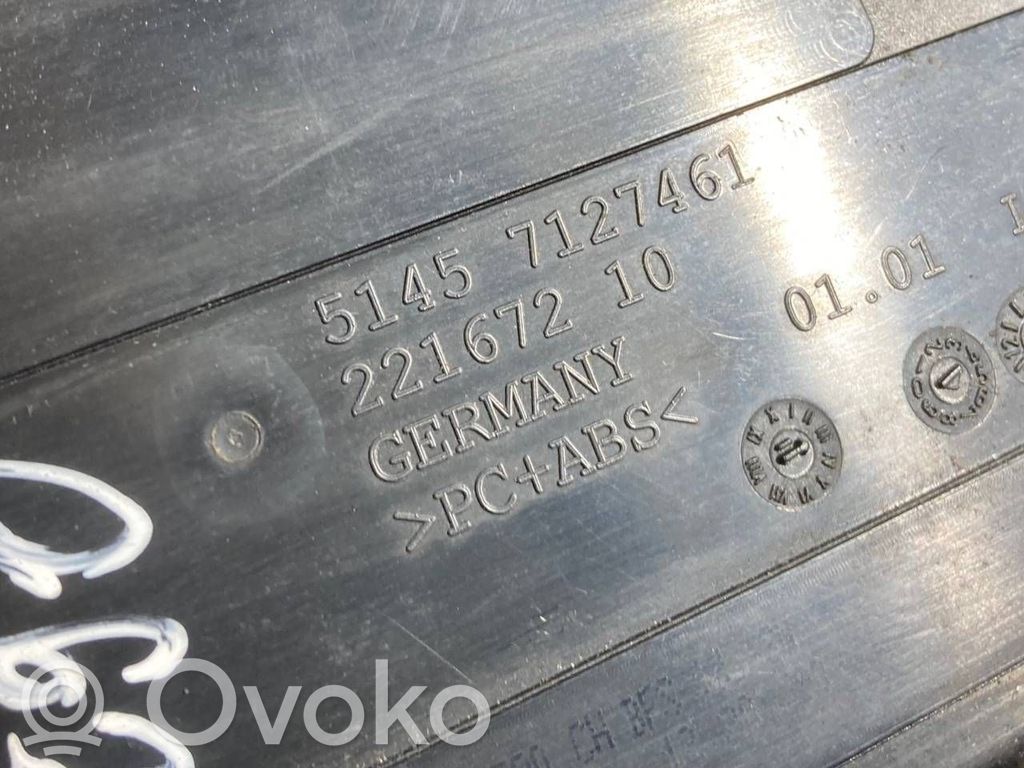 5145 7127461
221672 10
GERMANY
>PC+ABS<
01.01
Ovoko